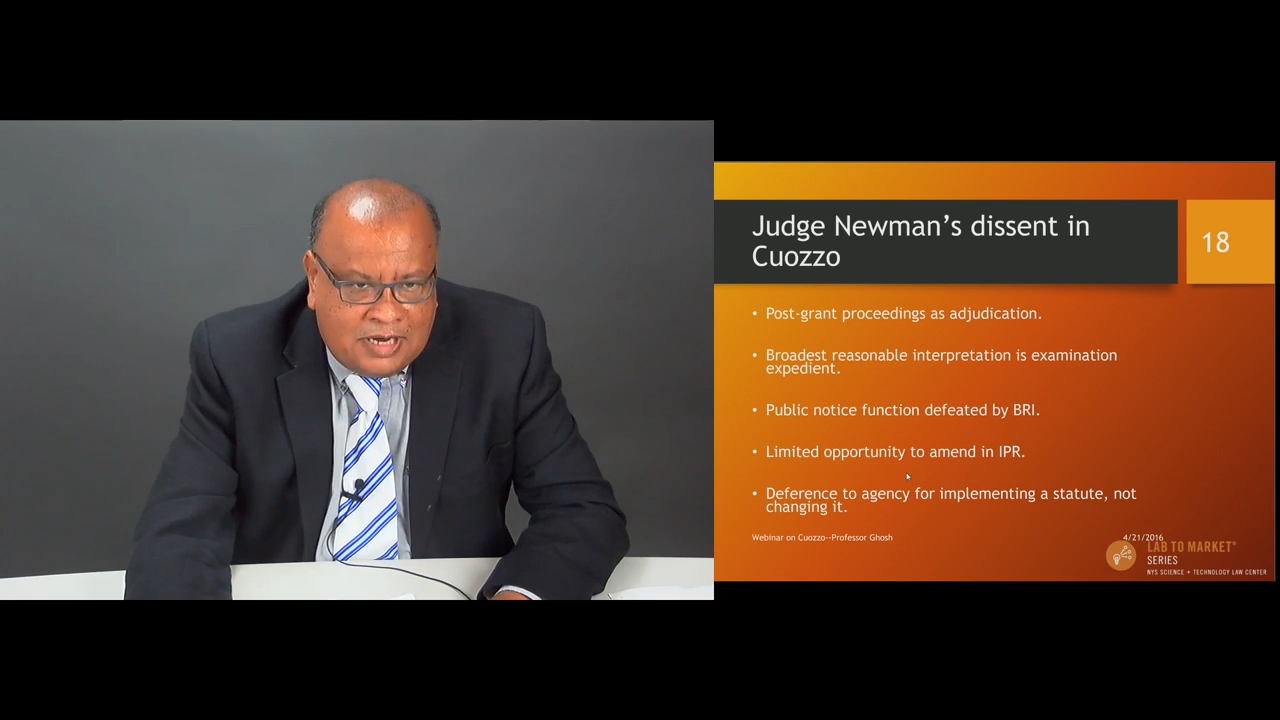 Judge Newman’s dissent in
Cuozzo
18
• Post-grant proceedings as adjudication.
• Broadest reasonable interpretation is examination
expedient.
• Public notice function defeated by BRI.
• Limited opportunity to amend in IPR.
• Deference to agency for implementing a statute, not
changing it.
Webinar on Cuozzo--Professor Ghosh
4/21/2016
LAB TO MARKET®
SERIES
NYS SCIENCE + TECHNOLOGY LAW CENTER